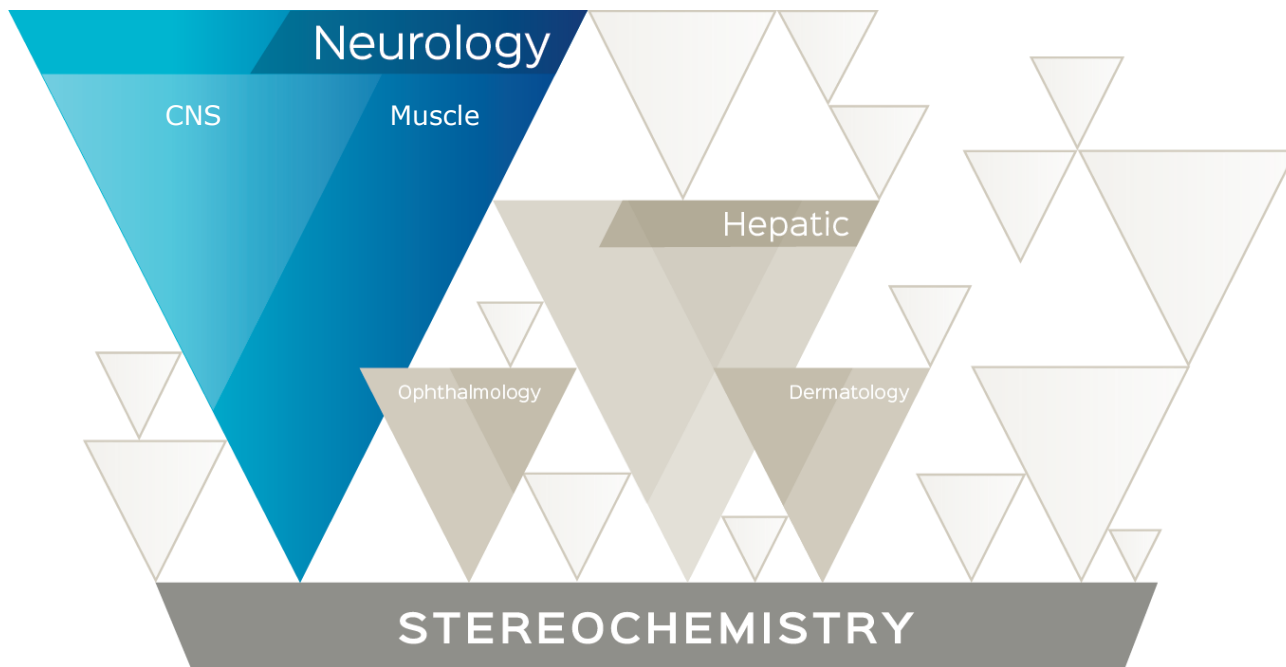 Neurology
CNS
Muscle
Hepatic
Ophthalmology
Dermatology
STEREOCHEMISTRY